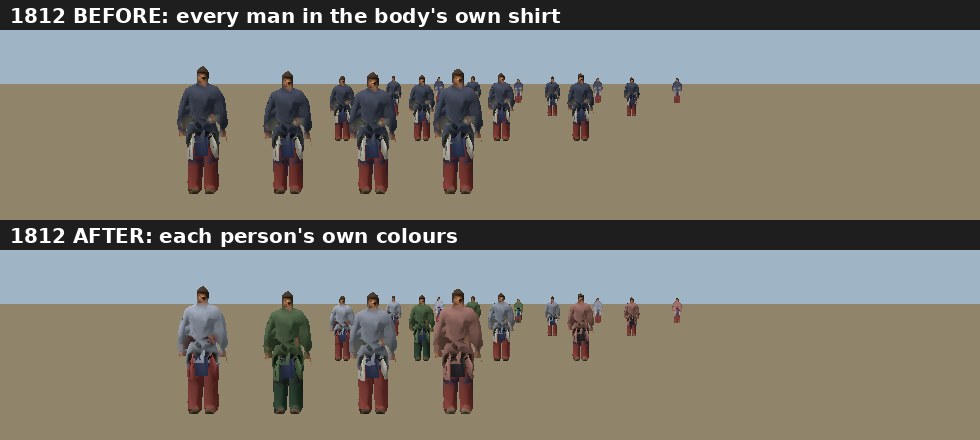 1812 BEFORE: every man in the body's own shirt
1812 AFTER: each person's own colours